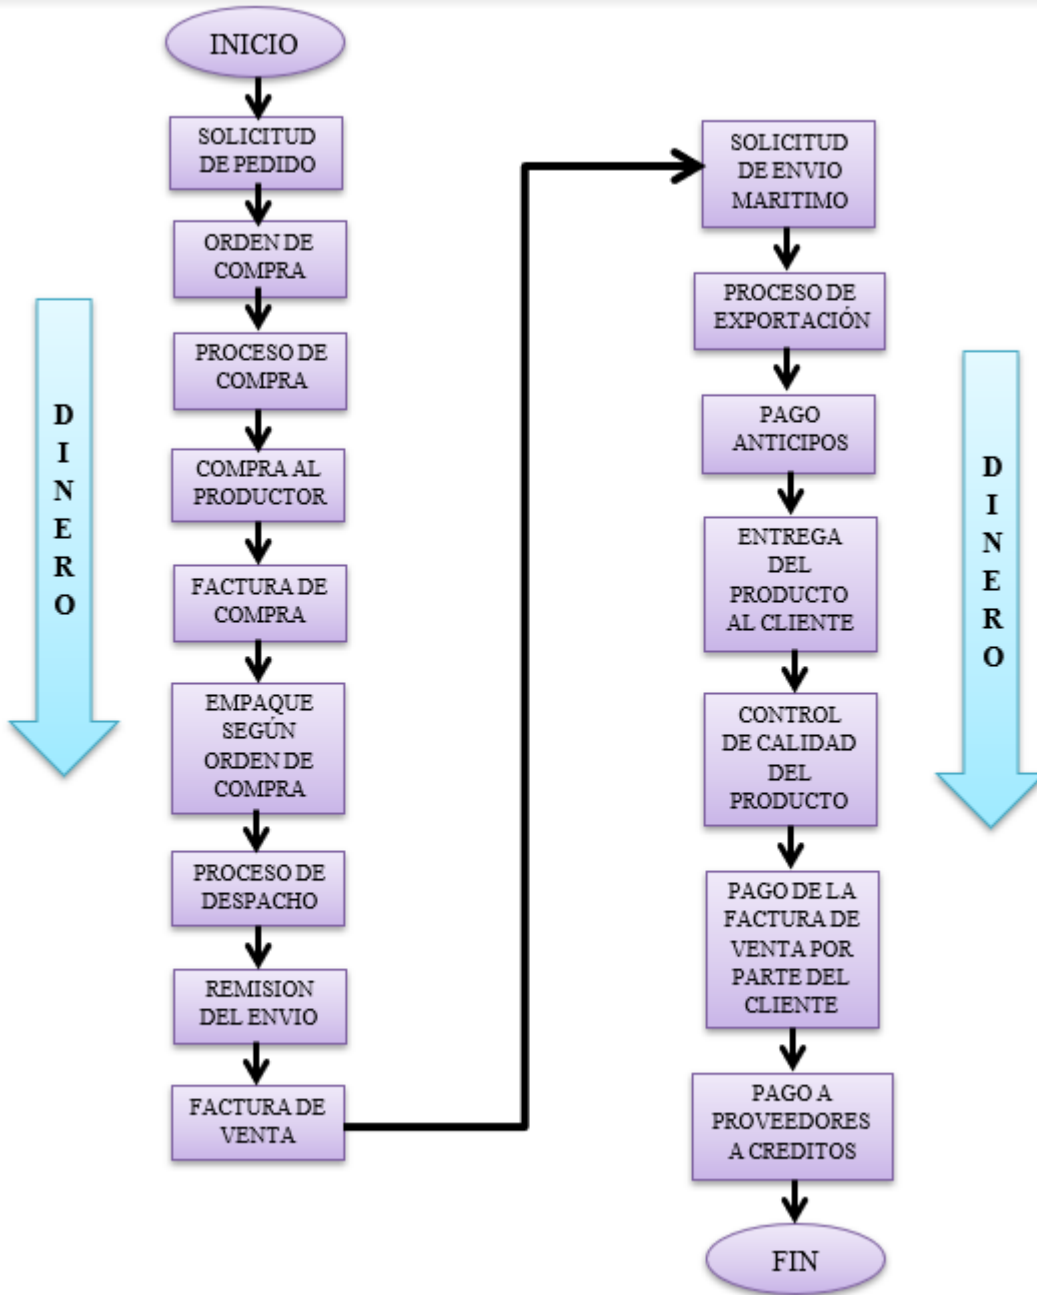 INICIO
SOLICITUD
DE PEDIDO
ORDEN DE
COMPRA
PROCESO DE
COMPRA
COMPRA AL
PRODUCTOR
FACTURA DE
COMPRA
EMPAQUE
SEGÚN
ORDEN DE
COMPRA
PROCESO DE
DESPACHO
REMISION
DEL ENVIO
FACTURA DE
VENTA
D
I
N
E
R
O
SOLICITUD
DE ENVIO
MARITIMO
PROCESO DE
EXPORTACIÓN
PAGO
ANTICIPOS
ENTREGA
DEL
PRODUCTO
AL CLIENTE
CONTROL
DE CALIDAD
DEL
PRODUCTO
PAGO DE LA
FACTURA DE
VENTA POR
PARTE DEL
CLIENTE
PAGO A
PROVEEDORES
A CREDITOS
FIN
D
I
N
E
R
O